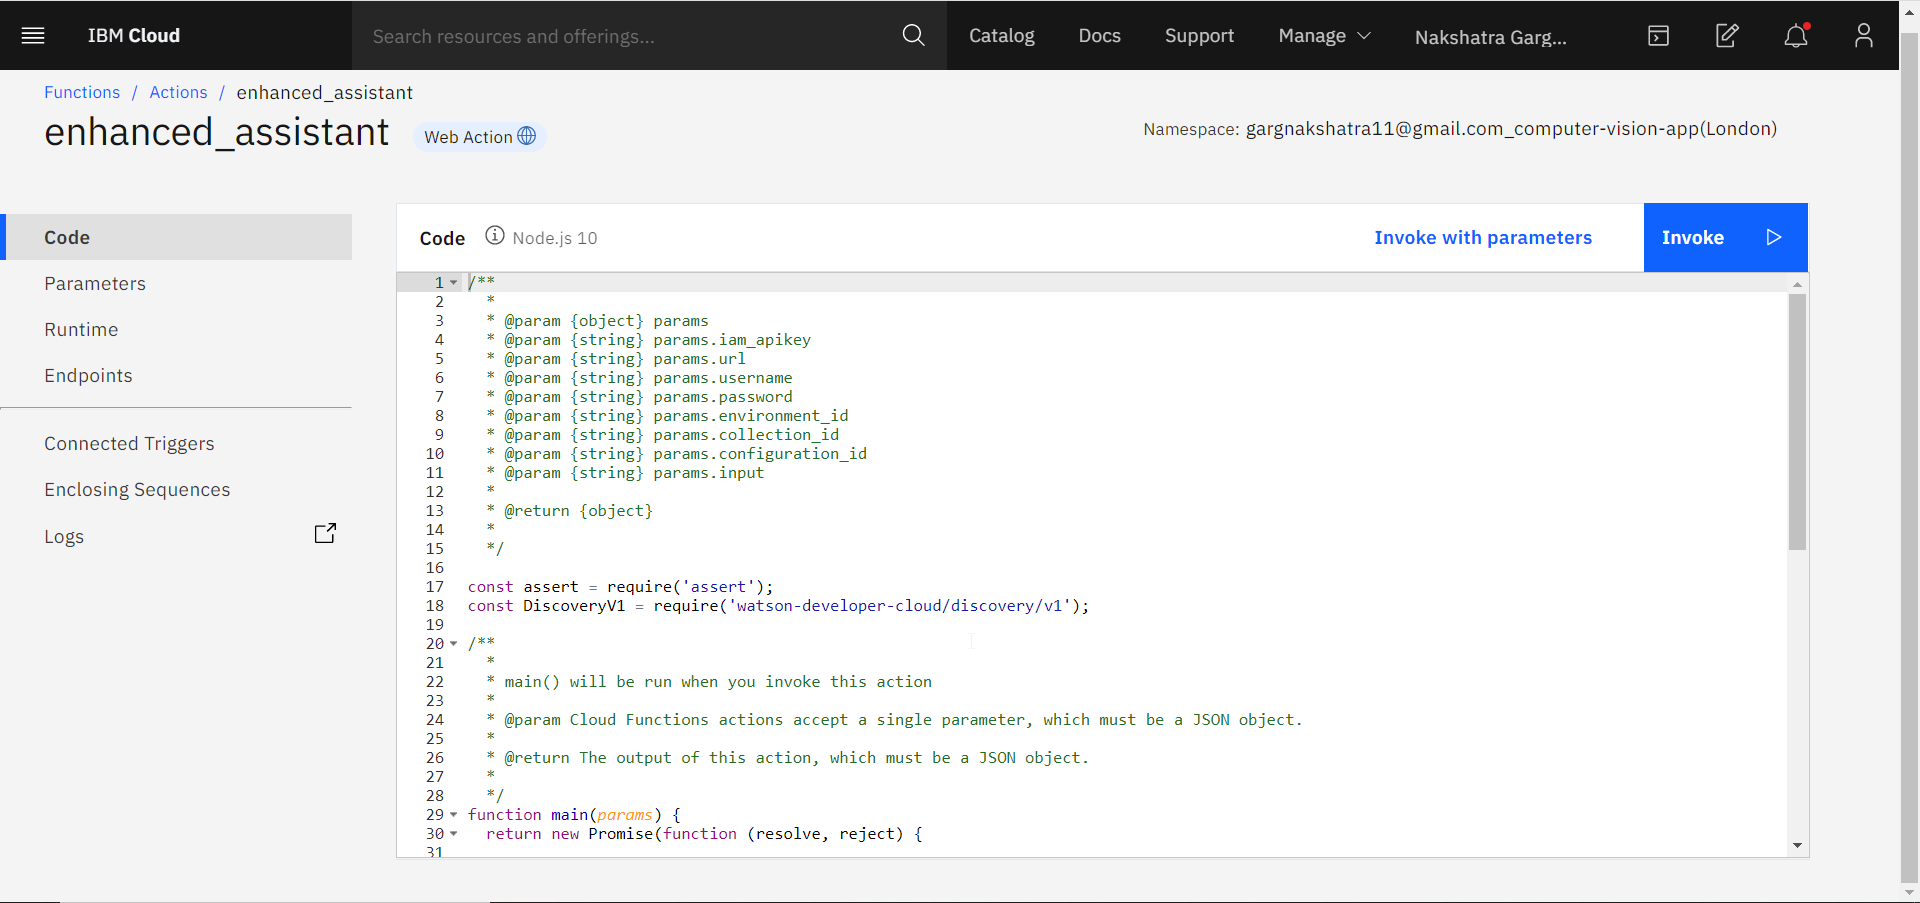 IBM Cloud
Search resources and offerings...
Catalog
Docs
Support
Manage
Nakshatra Garg...
Functions / Actions / enhanced_assistant
enhanced_assistant
Web Action
Namespace: gargnakshatra11@gmail.com_computer-vision-app(London)
Code
Parameters
Runtime
Endpoints
Connected Triggers
Enclosing Sequences
Logs
Code
Node.js 10
Invoke with parameters
Invoke
1 /**
2 *
3 * @param {object} params
4 * @param {string} params.iam_apikey
5 * @param {string} params.url
6 * @param {string} params.username
7 * @param {string} params.password
8 * @param {string} params.environment_id
9 * @param {string} params.collection_id
10 * @param {string} params.configuration_id
11 * @param {string} params.input
12 *
13 * @return {object}
14 *
15 */
16
17 const assert = require('assert');
18 const DiscoveryV1 = require('watson-developer-cloud/discovery/v1');
19
20 /**
21 *
22 * main() will be run when you invoke this action
23 *
24 * @param Cloud Functions actions accept a single parameter, which must be a JSON object.
25 *
26 * @return The output of this action, which must be a JSON object.
27 *
28 */
29 function main(params) {
30 return new Promise(function (resolve, reject) {
31